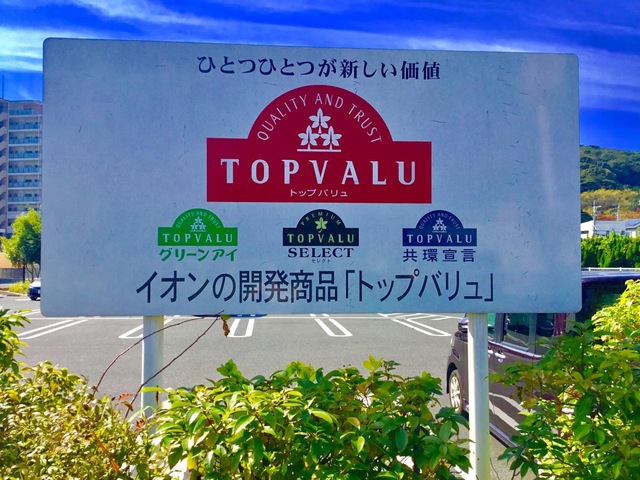 ひとつひとつが新しい価値
QUALITY AND TRUST
TOPVALU
トップバリュ
QUALITY AND TRUST
TOPVALU
グリーンアイ
PREMIUM
TOPVALU
SELECT
セレクト
QUALITY AND TRUST
TOPVALU
共環宣言
イオンの開発商品「トップバリュ」